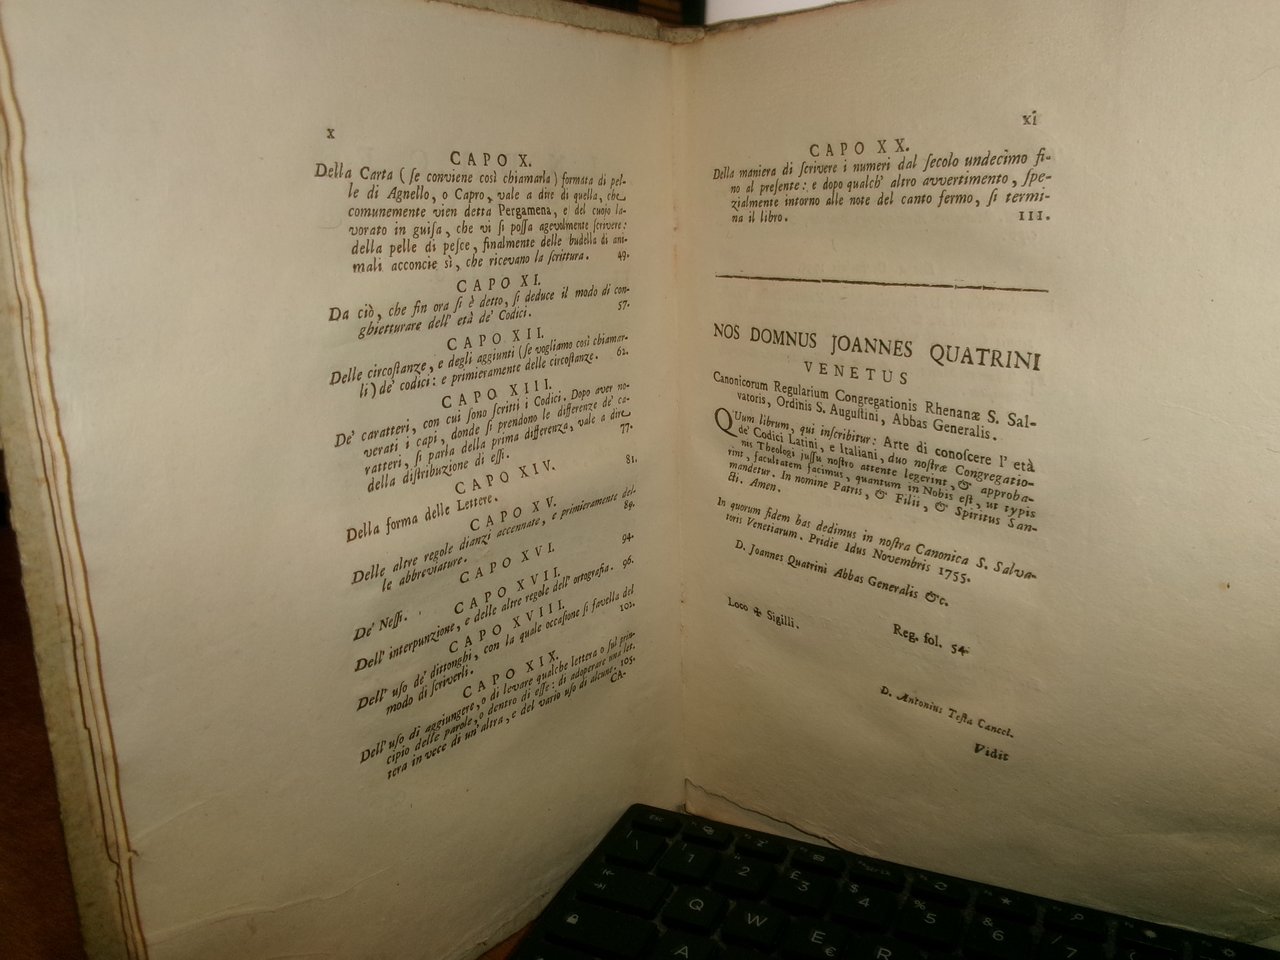 x
CAPO X.
Della Carta (ſe conviene così chiamarla) formata di pel-
le di Agnello, o Capro, vale a dire di quella, che
comunemente vien detta Pergamena, e del cuojo la-
vorato in guiſa, che vi ſi poſſa agevolmente ſcrivere:
della pelle di peſce, finalmente delle budella di ani-
mali acconcie sì, che ricevano la ſcrittura. 49.
CAPO XI.
Da ciò, che fin ora ſi è detto, ſi deduce il modo di con-
ghietturare dell' età de' Codici. 57.
CAPO XII.
Delle circoſtanze, e degli aggiunti (ſe vogliamo così chiamar-
li) de' codici: e primieramente delle circoſtanze. 62.
CAPO XIII.
De' caratteri, con cui ſono ſcritti i Codici. Dopo aver no-
verati i capi, donde ſi prendono le differenze de' ca-
ratteri, ſi parla della prima differenza, vale a dire
della diſtribuzione di eſſi. 77.
CAPO XIV.
Della forma delle Lettere. 81.
CAPO XV.
Delle altre regole dianzi accennate, e primieramente del-
le abbreviature. 89.
CAPO XVI.
De' Neſſi. 94.
CAPO XVII.
Dell' interpunzione, e delle altre regole dell' ortografia. 96.
CAPO XVIII.
Dell' uſo de' dittonghi, con la quale occaſione ſi favella del
modo di ſcriverli. 102.
CAPO XIX.
Dell' uſo di aggiungere, o di levare qualche lettera o ſul prin-
cipio delle parole, o dentro di eſſe: di adoperare una let-
tera in vece di un' altra, e del vario uſo di alcune. 105.
CA-
xi
CAPO XX.
Della maniera di ſcrivere i numeri dal ſecolo undecimo fi-
no al preſente: e dopo qualch' altro avvertimento, ſpe-
zialmente intorno alle note del canto fermo, ſi termi-
na il libro. 111.
NOS DOMNUS JOANNES QUATRINI
VENETUS
Canonicorum Regularium Congregationis Rhenanæ S. Sal-
vatoris, Ordinis S. Auguſtini, Abbas Generalis.
QUum librum, qui inſcribitur: Arte di conoſcere l' età
de' Codici Latini, e Italiani, duo noſtræ Congregatio-
nis Theologi juſſu noſtro attente legerint, & approba-
rint, facultatem facimus, quantum in Nobis eſt, ut typis
mandetur. In nomine Patris, & Filii, & Spiritus San-
cti. Amen.
In quorum fidem has dedimus in noſtra Canonica S. Salva-
toris Venetiarum. Pridie Idus Novembris 1755.
D. Joannes Quatrini Abbas Generalis &c.
Loco ✠ Sigilli.
Reg. fol. 54.
D. Antonius Teſta Cancel.
Vidit
Esc
\
1
2
£
3
$
4
%
5
^
6
/
7
Q
W
E
€
R
A